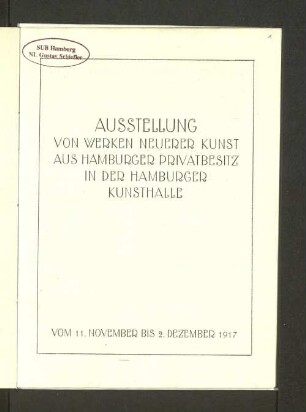 SUB Hamburg
Nl. Gustav Schiefler
AUSSTELLUNG
VON WERKEN NEUERER KUNST
AUS HAMBURGER PRIVATBESITZ
IN DER HAMBURGER
KUNSTHALLE
VOM 11. NOVEMBER BIS 2. DEZEMBER 1917